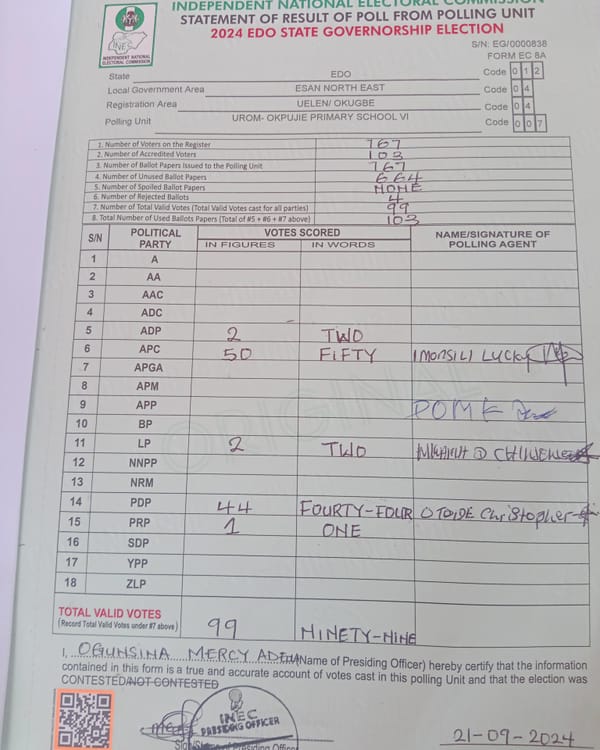 INDEPENDENT NATIONAL ELECTORAL COMMISSION
STATEMENT OF RESULT OF POLL FROM POLLING UNIT
2024 EDO STATE GOVERNORSHIP ELECTION
INEC
INDEPENDENT NATIONAL
ELECTORAL COMMISSION
S/N: EG/0000838
FORM EC 8A
State EDO Code 0 1 2
Local Government Area ESAN NORTH EAST Code 0 4
Registration Area UELEN/ OKUGBE Code 0 4
Polling Unit UROM- OKPUJIE PRIMARY SCHOOL VI Code 0 0 7
1. Number of Voters on the Register 767
2. Number of Accredited Voters 103
3. Number of Ballot Papers Issued to the Polling Unit 767
4. Number of Unused Ballot Papers 664
5. Number of Spoiled Ballot Papers NONE
6. Number of Rejected Ballots 4
7. Number of Total Valid Votes (Total Valid Votes cast for all parties) 99
8. Total Number of Used Ballots Papers (Total of #5 + #6 + #7 above) 103
S/N POLITICAL PARTY VOTES SCORED NAME/SIGNATURE OF POLLING AGENT
IN FIGURES IN WORDS
1 A
2 AA
3 AAC
4 ADC
5 ADP 2 TWO
6 APC 50 FIFTY Lucky
7 APGA
8 APM
9 APP
10 BP
11 LP 2 TWO
12 NNPP
13 NRM
14 PDP 44 FOURTY-FOUR Christopher
15 PRP 1 ONE
16 SDP
17 YPP
18 ZLP
ORIGINAL
TOTAL VALID VOTES
(Record Total Valid Votes under #7 above) 99 NINETY-NINE
I, OGUNSINA MERCY (Name of Presiding Officer) hereby certify that the information
contained in this form is a true and accurate account of votes cast in this polling Unit and that the election was
CONTESTED/NOT CONTESTED
INEC
PRESIDING OFFICER
21-09-2024